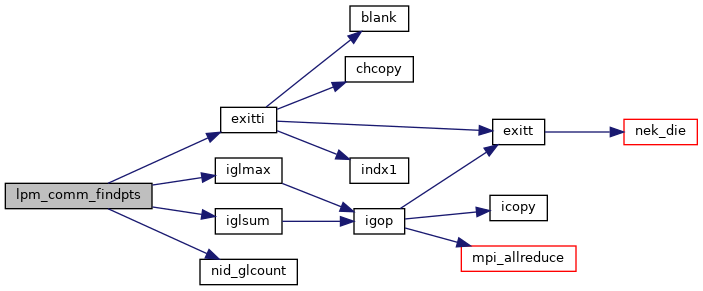 blank
chcopy
exitti
exitt
nek_die
iglmax
indx1
lpm_comm_findpts
iglsum
igop
icopy
mpi_allreduce
nid_glcount